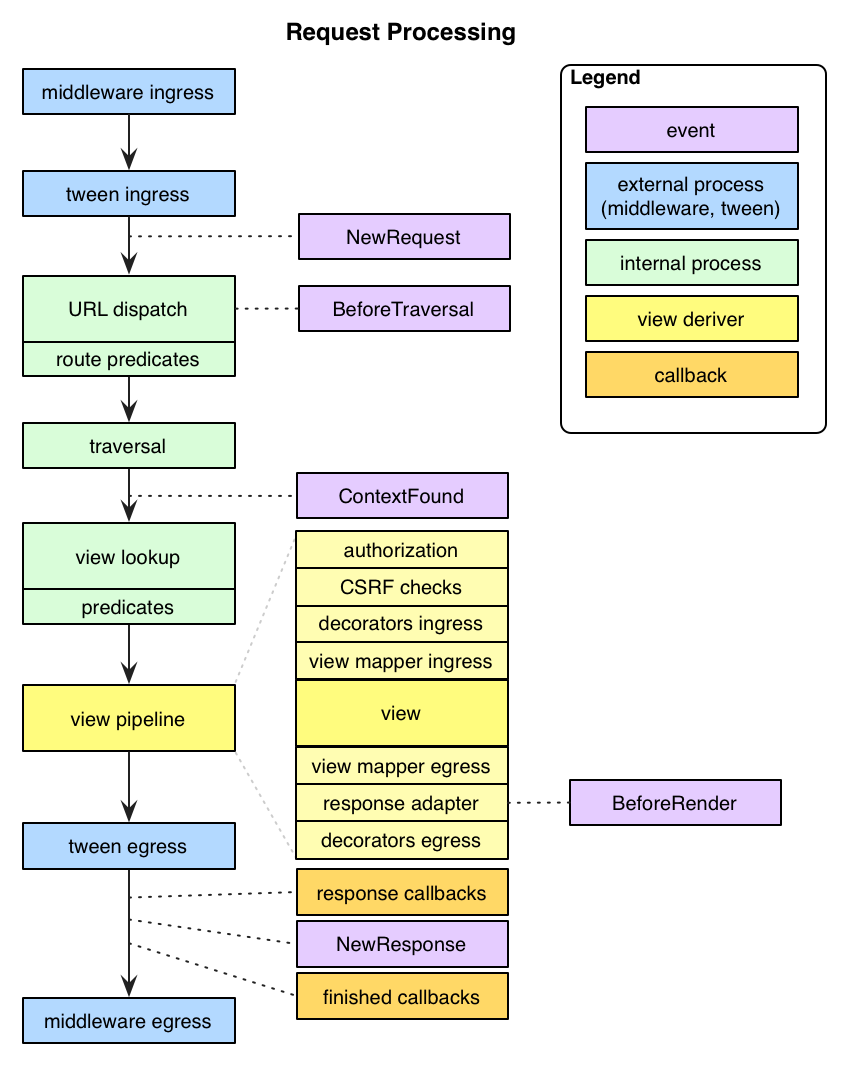 Request Processing
middleware ingress
tween ingress
NewRequest
URL dispatch
BeforeTraversal
route predicates
traversal
ContextFound
view lookup
predicates
authorization
CSRF checks
decorators ingress
view mapper ingress
view pipeline
view
view mapper egress
response adapter
BeforeRender
decorators egress
tween egress
response callbacks
NewResponse
finished callbacks
middleware egress
Legend
event
external process
(middleware, tween)
internal process
view deriver
callback